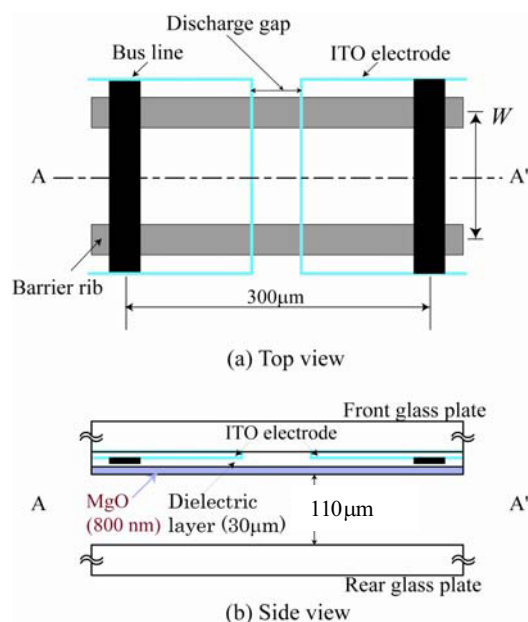 Discharge gap
Bus line
ITO electrode
W
A
A'
Barrier rib
300μm
(a) Top view
Front glass plate
ITO electrode
A
MgO
(800 nm)
Dielectric
layer (30μm)
110μm
A'
Rear glass plate
(b) Side view